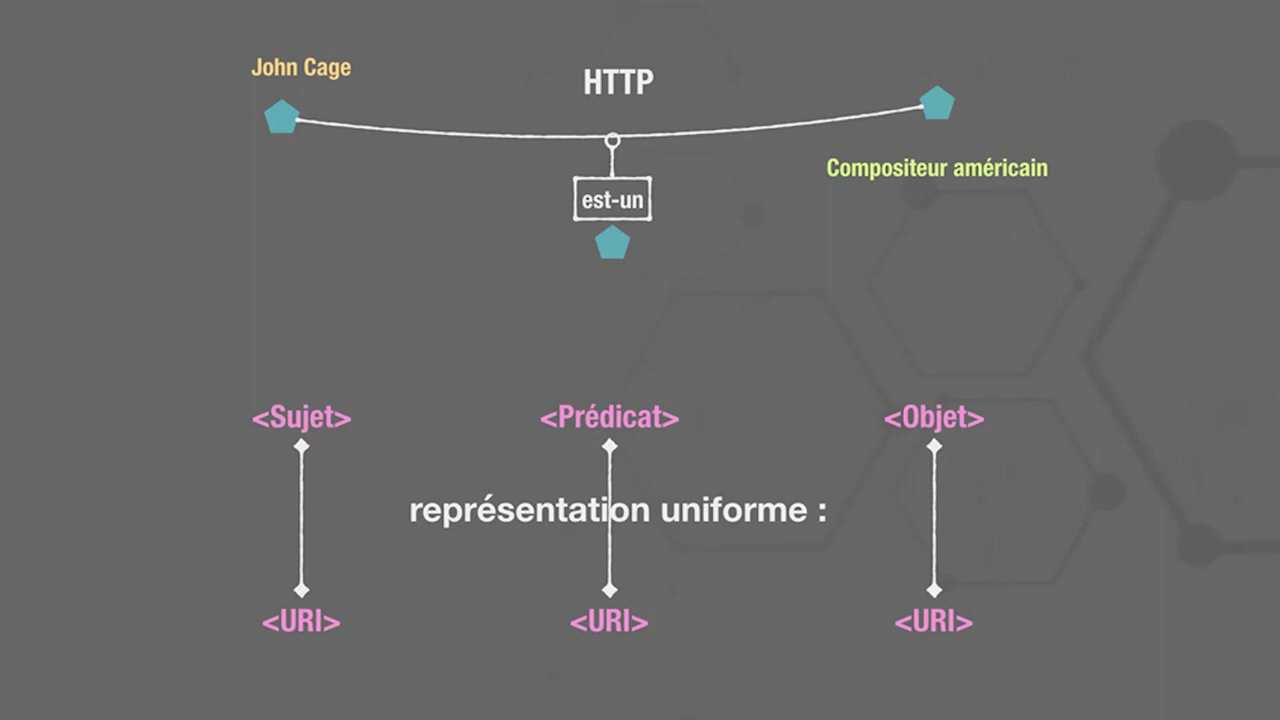 John Cage
HTTP
Compositeur américain
est-un
<Sujet>
<Prédicat>
<Objet>
représentation uniforme :
<URI>
<URI>
<URI>